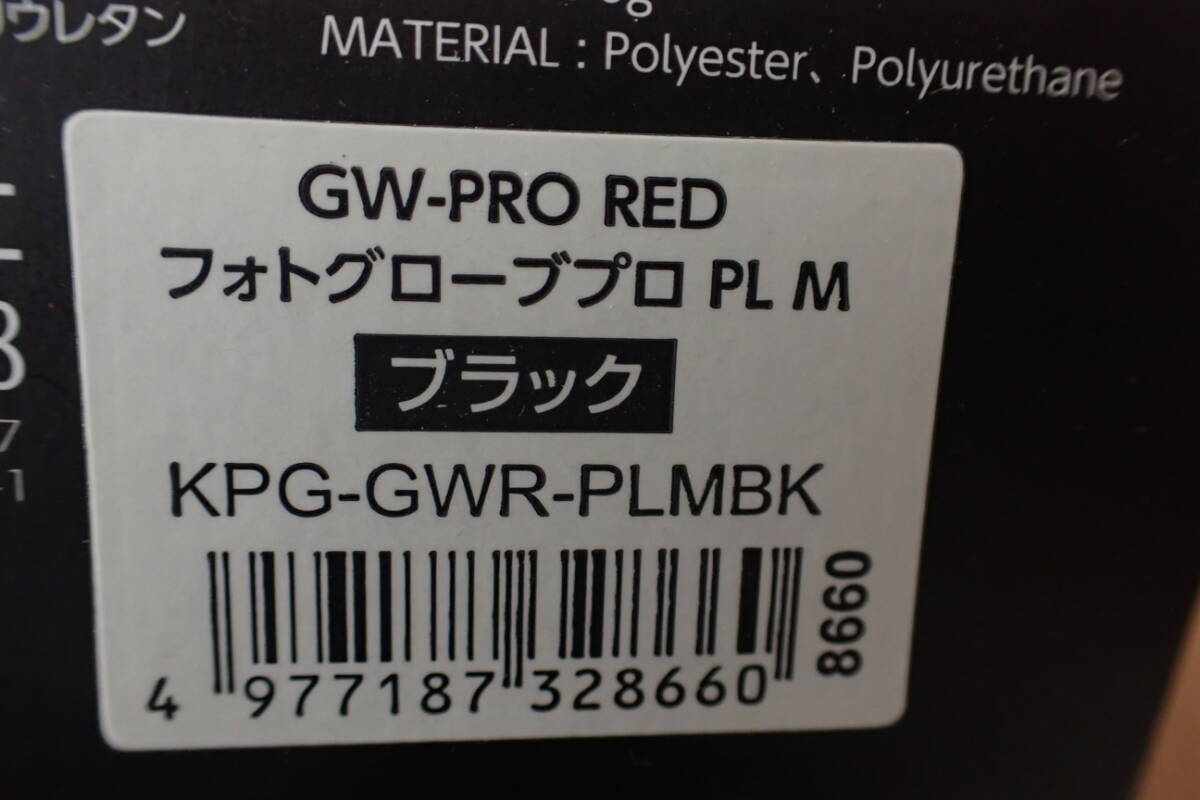 ウレタン
MATERIAL : Polyester、Polyurethane
GW-PRO RED
フォトグローブプロ PL M
ブラック
KPG-GWR-PLMBK
8660
4 977187 328660